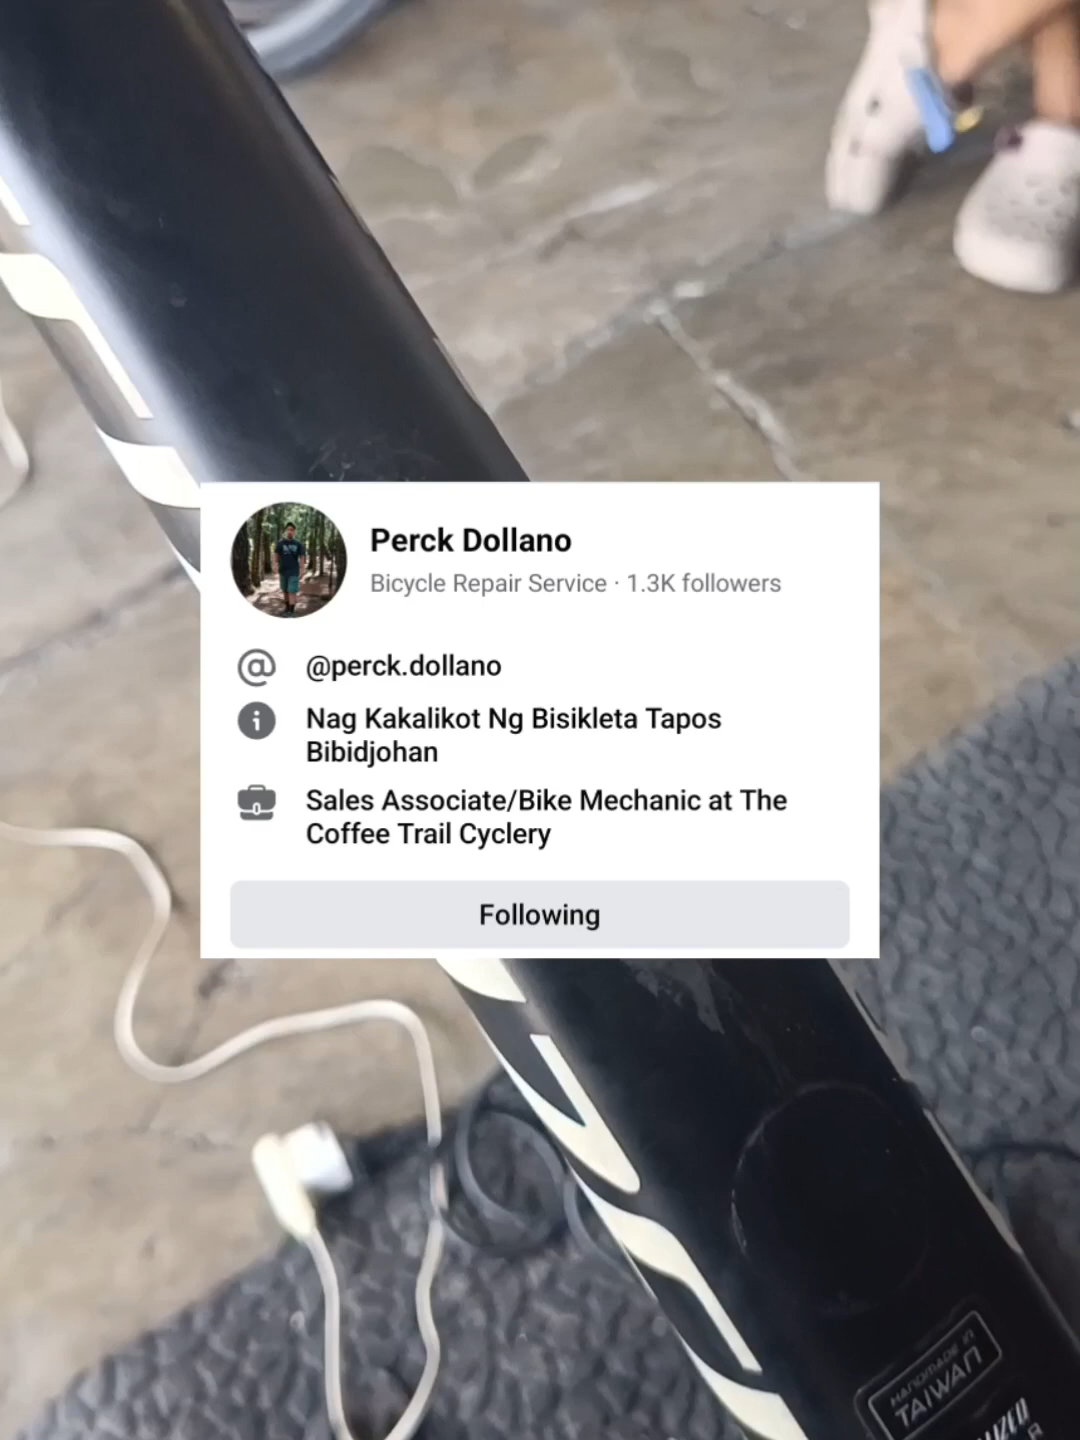 Perck Dollano
Bicycle Repair Service · 1.3K followers
@perck.dollano
Nag Kakalikot Ng Bisikleta Tapos
Bibidjohan
Sales Associate/Bike Mechanic at The
Coffee Trail Cyclery
Following
HANDMADE IN
TAIWAN